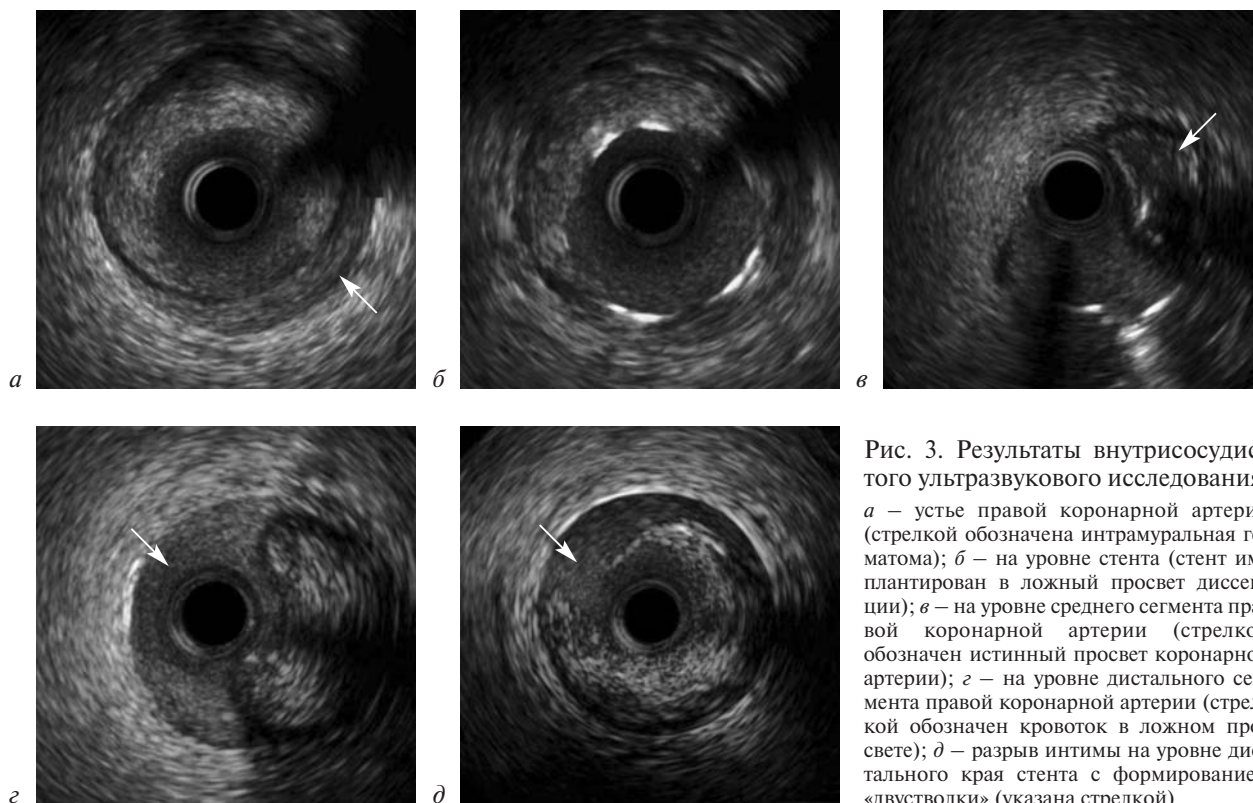 а
б
в
г
д
Рис. 3. Результаты внутрисосудис
того ультразвукового исследования
а – устье правой коронарной артери
(стрелкой обозначена интрамуральная ге
матома); б – на уровне стента (стент им
плантирован в ложный просвет диссек
ции); в – на уровне среднего сегмента пра
вой коронарной артерии (стрелко
обозначен истинный просвет коронарно
артерии); г – на уровне дистального сег
мента правой коронарной артерии (стрел
кой обозначен кровоток в ложном про
свете); д – разрыв интимы на уровне дис
тального края стента с формирование
«двустволки» (указана стрелкой)